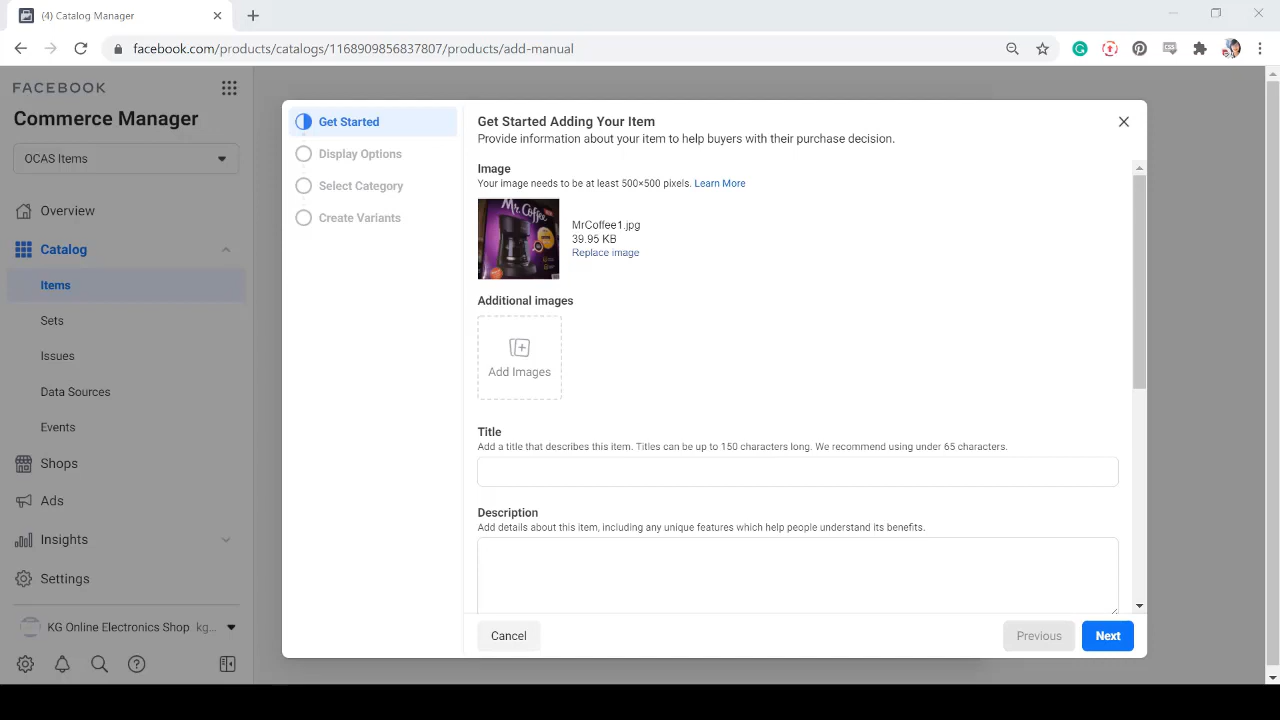 (4) Catalog Manager
facebook.com/products/catalogs/1168909856837807/products/add-manual
FACEBOOK
Commerce Manager
OCAS Items
Overview
Catalog
Items
Sets
Issues
Data Sources
Events
Shops
Ads
Insights
Settings
KG Online Electronics Shop kg...
Get Started
Display Options
Select Category
Create Variants
Get Started Adding Your Item
Provide information about your item to help buyers with their purchase decision.
Image
Your image needs to be at least 500×500 pixels. Learn More
Mr. Coffee
MrCoffee1.jpg
39.95 KB
Replace image
Additional images
Add Images
Title
Add a title that describes this item. Titles can be up to 150 characters long. We recommend using under 65 characters.
Description
Add details about this item, including any unique features which help people understand its benefits.
Cancel
Previous
Next